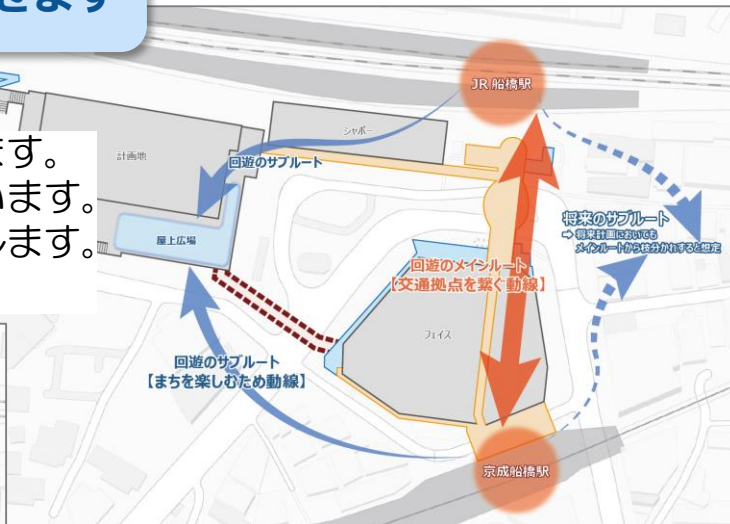 せます
ます。
います。
します。
JR 船橋駅
シャポー
計画地
回遊のサブルート
屋上広場
将来のサブルート
⇨ 将来計画においても
メインルートから枝分かれすると想定
回遊のメインルート
【交通拠点を繋ぐ動線】
フェイス
回遊のサブルート
【まちを楽しむため動線】
京成船橋駅